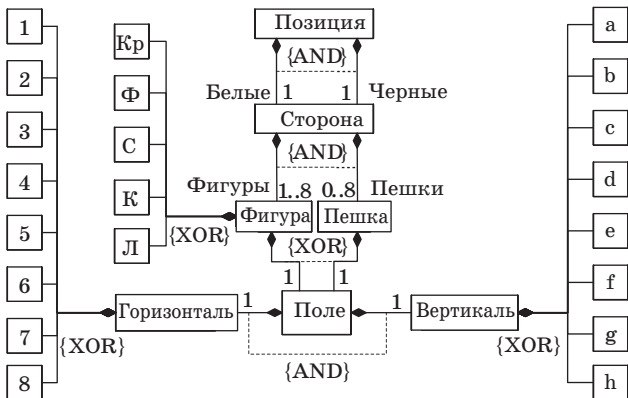 1
2
3
4
5
6
7
8
Кр
Ф
С
К
Л
{XOR}
{XOR}
Позиция
{AND}
Белые
1
1
Черные
Сторона
{AND}
Фигуры
1..8
0..8
Пешки
Фигура
Пешка
{XOR}
1
1
Горизонталь
1
Поле
1
Вертикаль
{AND}
{XOR}
a
b
c
d
e
f
g
h